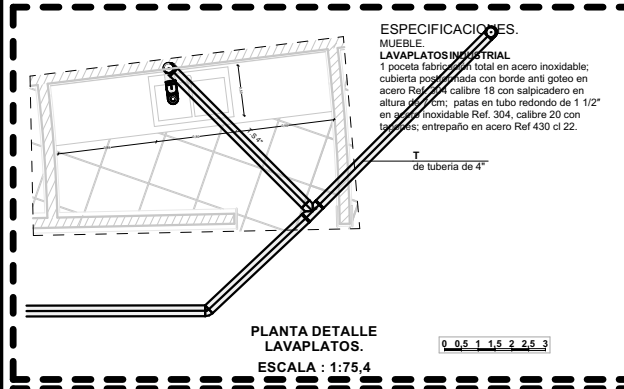 ESPECIFICACIONES.
MUEBLE.
LAVAPLATOS INDUSTRIAL
1 poceta fabricación total en acero inoxidable;
cubierta postformada con borde anti goteo en
acero Ref. 304 calibre 18 con salpicadero en
altura de 7 cm; patas en tubo redondo de 1 1/2"
en acero inoxidable Ref. 304, calibre 20 con
tapones; entrepaño en acero Ref 430 cl 22.
T
de tuberia de 4"
S 4"
PLANTA DETALLE
LAVAPLATOS.
ESCALA : 1:75,4
0 0,5 1 1,5 2 2,5 3